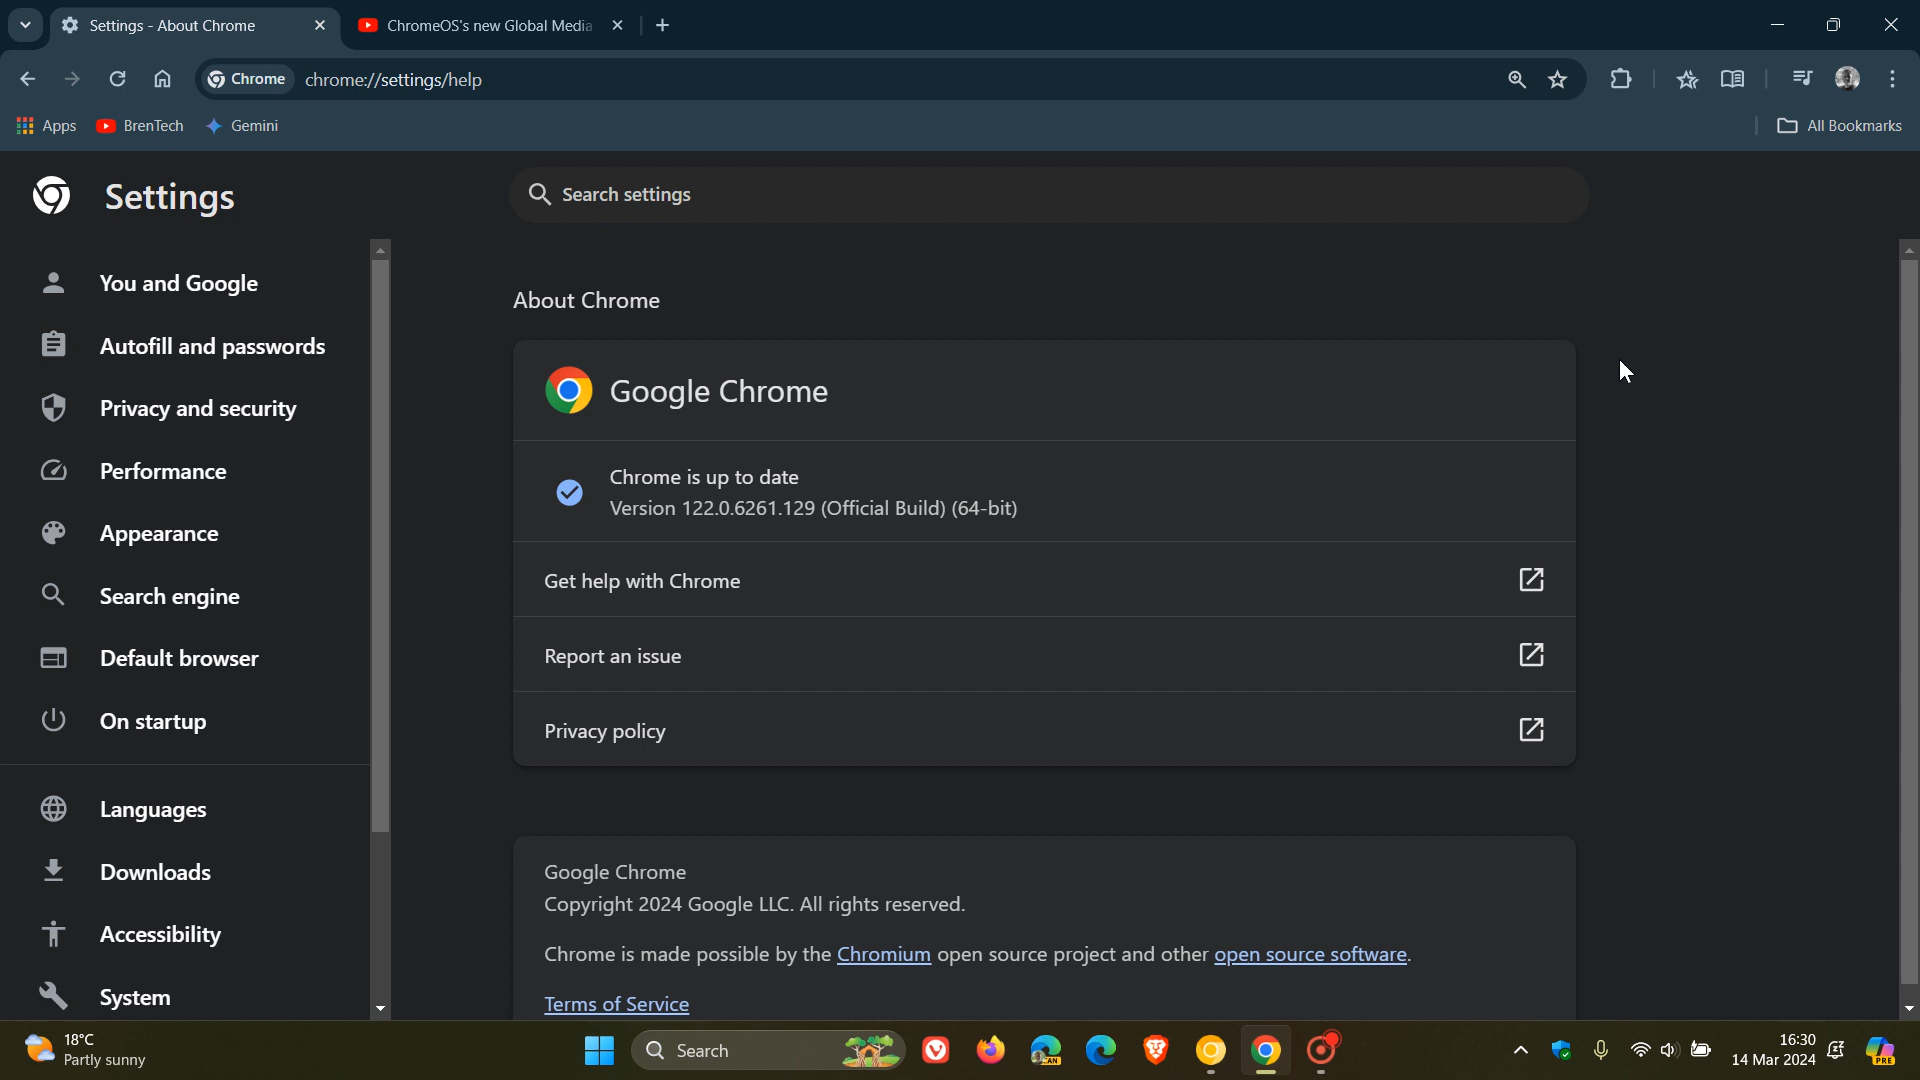 Settings - About Chrome
ChromeOS's new Global Media
Chrome
chrome://settings/help
Apps
BrenTech
Gemini
All Bookmarks
Settings
Search settings
You and Google
Autofill and passwords
Privacy and security
Performance
Appearance
Search engine
Default browser
On startup
Languages
Downloads
Accessibility
System
About Chrome
Google Chrome
Chrome is up to date
Version 122.0.6261.129 (Official Build) (64-bit)
Get help with Chrome
Report an issue
Privacy policy
Google Chrome
Copyright 2024 Google LLC. All rights reserved.
Chrome is made possible by the Chromium open source project and other open source software.
Terms of Service
18°C
Partly sunny
Search
CAN
16:30
14 Mar 2024
PRE